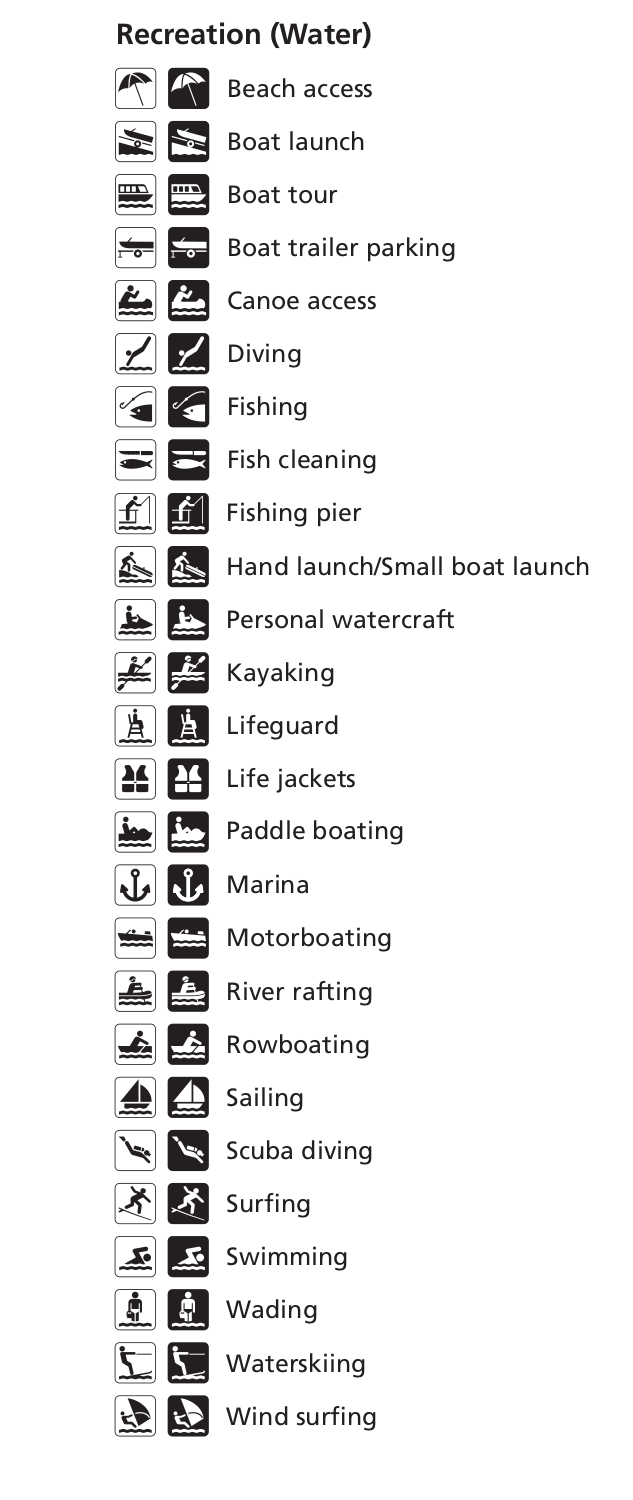 Recreation (Water)
Beach access
Boat launch
Boat tour
Boat trailer parking
Canoe access
Diving
Fishing
Fish cleaning
Fishing pier
Hand launch/Small boat launch
Personal watercraft
Kayaking
Lifeguard
Life jackets
Paddle boating
Marina
Motorboating
River rafting
Rowboating
Sailing
Scuba diving
Surfing
Swimming
Wading
Waterskiing
Wind surfing